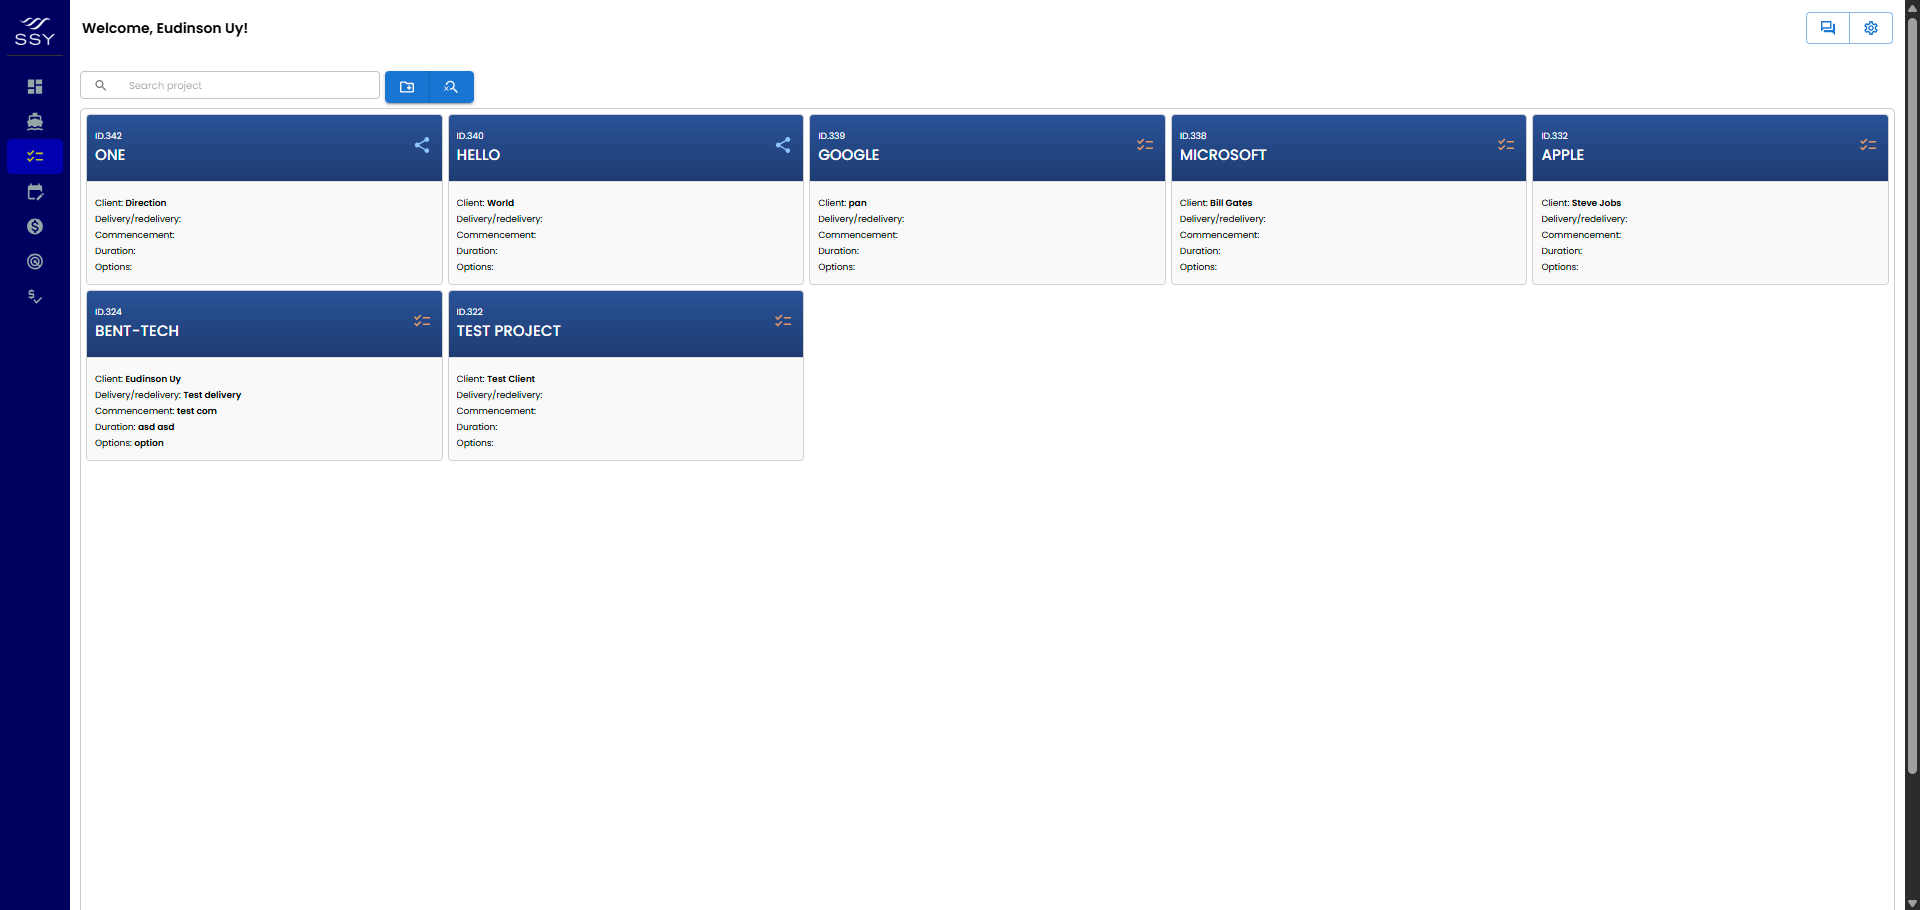 SSY
Welcome, Eudinson Uy!
Search project
ID.342
ONE
Client: Direction
Delivery/redelivery:
Commencement:
Duration:
Options:
ID.340
HELLO
Client: World
Delivery/redelivery:
Commencement:
Duration:
Options:
ID.339
GOOGLE
Client: pan
Delivery/redelivery:
Commencement:
Duration:
Options:
ID.338
MICROSOFT
Client: Bill Gates
Delivery/redelivery:
Commencement:
Duration:
Options:
ID.332
APPLE
Client: Steve Jobs
Delivery/redelivery:
Commencement:
Duration:
Options:
ID.324
BENT-TECH
Client: Eudinson Uy
Delivery/redelivery: Test delivery
Commencement: test com
Duration: asd asd
Options: option
ID.322
TEST PROJECT
Client: Test Client
Delivery/redelivery:
Commencement:
Duration:
Options: